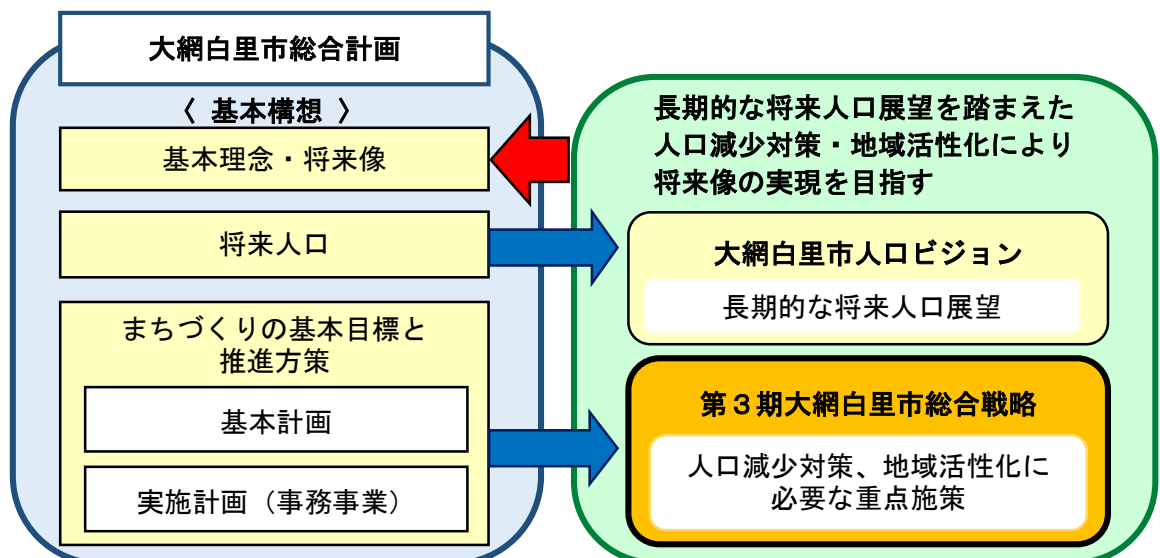 大網白里市総合計画
〈 基本構想 〉
基本理念・将来像
将来人口
まちづくりの基本目標と
推進方策
基本計画
実施計画（事務事業）
長期的な将来人口展望を踏まえた
人口減少対策・地域活性化により
将来像の実現を目指す
大網白里市人口ビジョン
長期的な将来人口展望
第３期大網白里市総合戦略
人口減少対策、地域活性化に
必要な重点施策